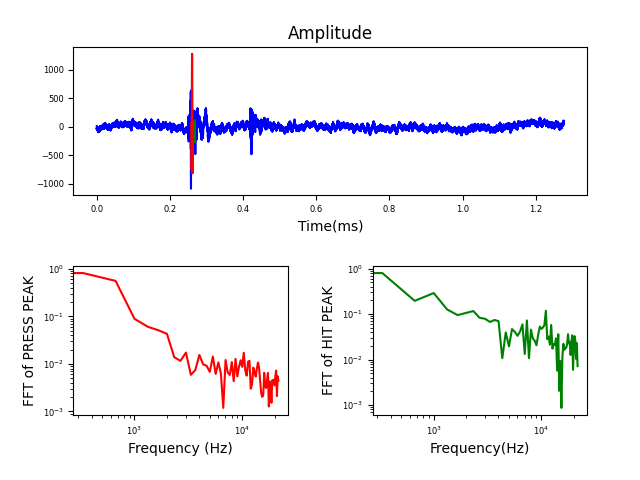 Amplitude
1000
500
0
−500
−1000
0.0 0.2 0.4 0.6 0.8 1.0 1.2
Time(ms)
FFT of PRESS PEAK
10⁰
10⁻¹
10⁻²
10⁻³
10³ 10⁴
Frequency (Hz)
FFT of HIT PEAK
10⁰
10⁻¹
10⁻²
10⁻³
10³ 10⁴
Frequency(Hz)